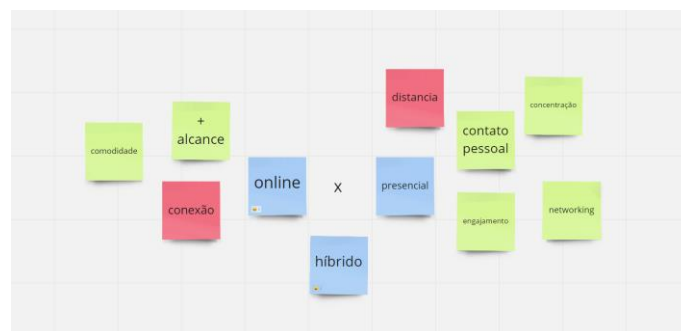 comodidade
+
alcance
conexão
online
x
presencial
híbrido
distancia
contato
pessoal
concentração
engajamento
networking